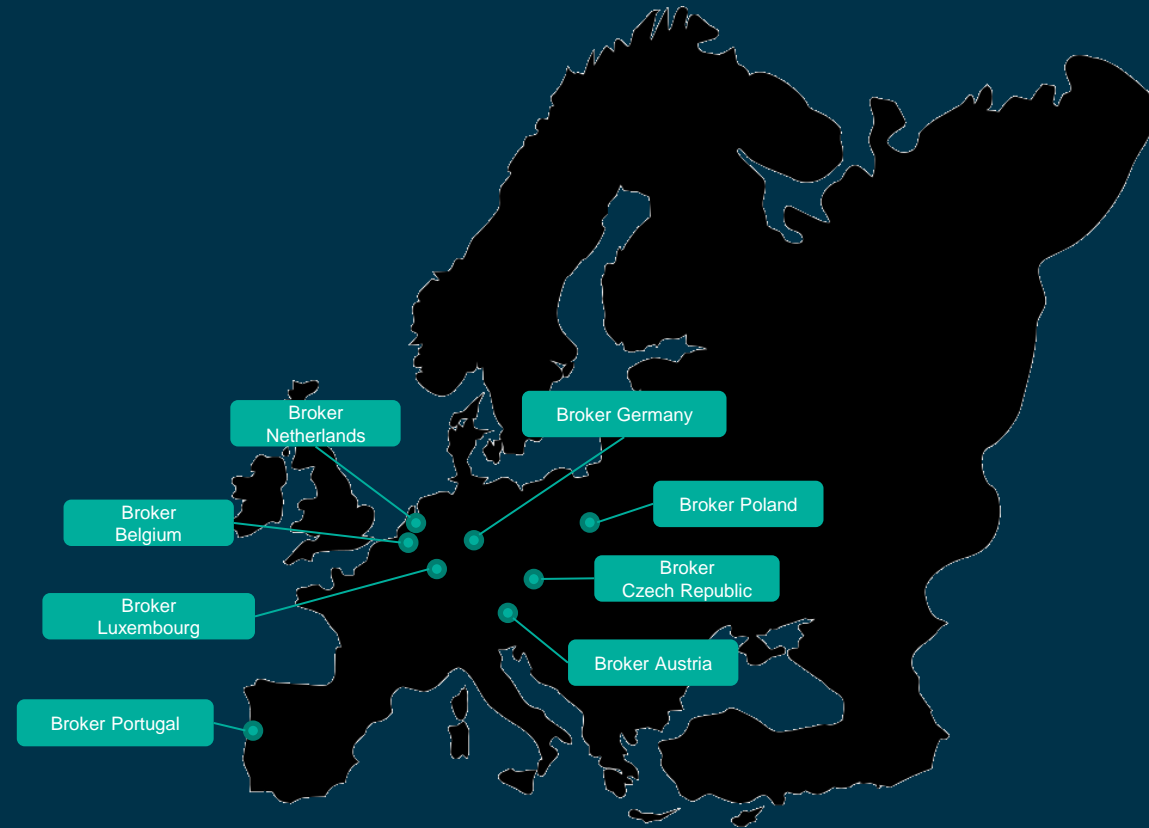 Broker
Netherlands
Broker Germany
Broker
Belgium
Broker Poland
Broker
Czech Republic
Broker
Luxembourg
Broker Austria
Broker Portugal